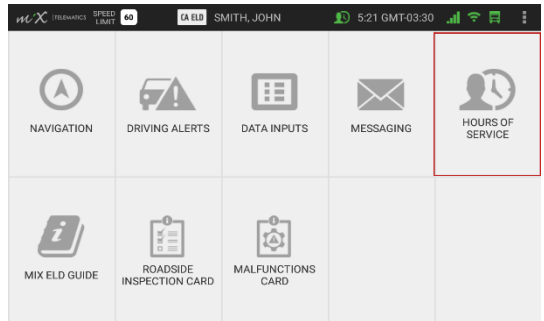 miX TELEMATICS SPEED LIMIT 60 CA ELD SMITH, JOHN 5:21 GMT-03:30
NAVIGATION
DRIVING ALERTS
DATA INPUTS
MESSAGING
HOURS OF
SERVICE
MIX ELD GUIDE
ROADSIDE
INSPECTION CARD
MALFUNCTIONS
CARD